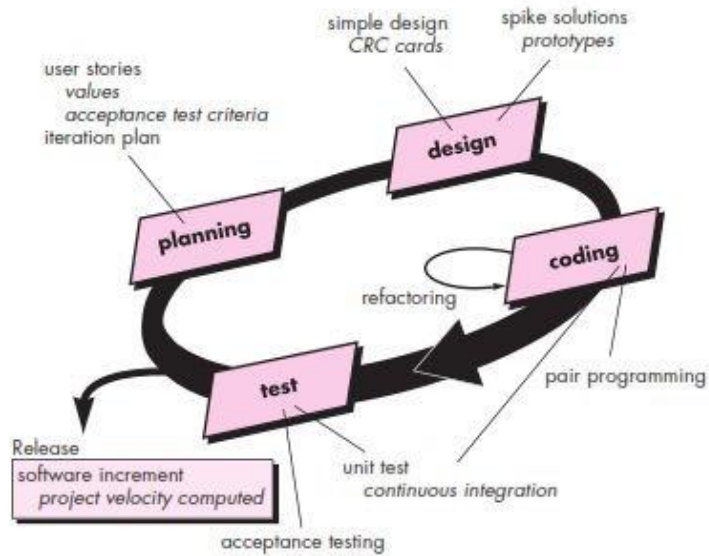 simple design
CRC cards
spike solutions
prototypes
user stories
values
acceptance test criteria
iteration plan
design
planning
coding
refactoring
test
pair programming
Release
software increment
project velocity computed
unit test
continuous integration
acceptance testing